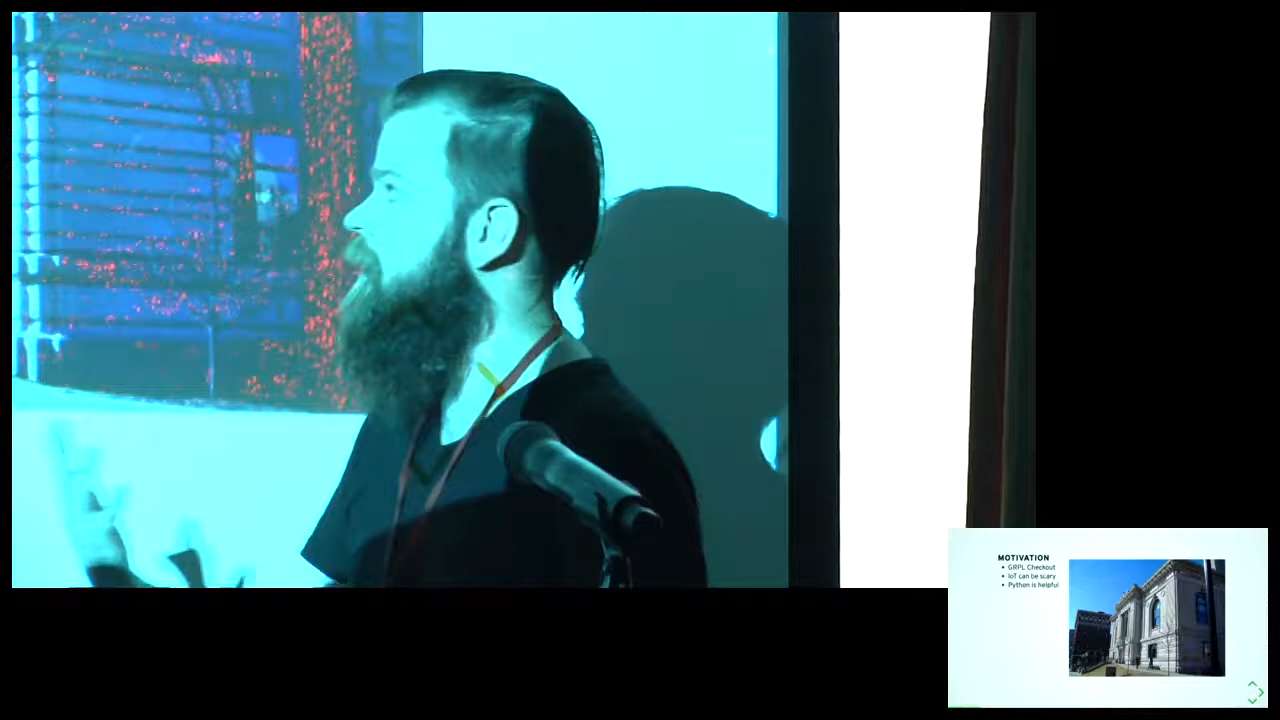 MOTIVATION
GRPL Checkout
IoT can be scary
Python is helpful